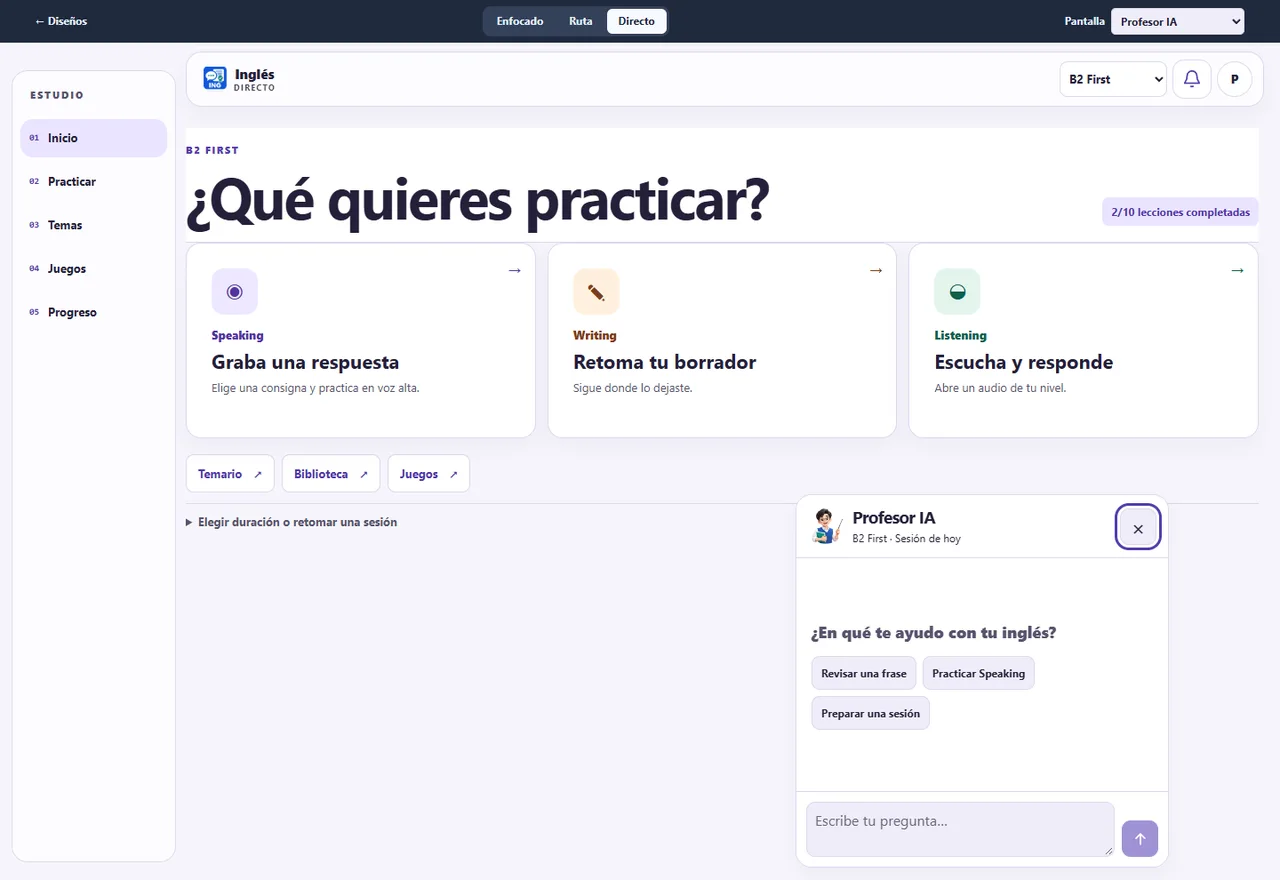 ← Diseños
Enfocado Ruta Directo
Pantalla Profesor IA
ESTUDIO
01 Inicio
02 Practicar
03 Temas
04 Juegos
05 Progreso
ING
Inglés
DIRECTO
B2 First
P
B2 FIRST
¿Qué quieres practicar?
2/10 lecciones completadas
→
Speaking
Graba una respuesta
Elige una consigna y practica en voz alta.
→
Writing
Retoma tu borrador
Sigue donde lo dejaste.
→
Listening
Escucha y responde
Abre un audio de tu nivel.
Temario ↗
Biblioteca ↗
Juegos ↗
▶ Elegir duración o retomar una sesión
Profesor IA
B2 First · Sesión de hoy
×
¿En qué te ayudo con tu inglés?
Revisar una frase
Practicar Speaking
Preparar una sesión
Escribe tu pregunta...
↑